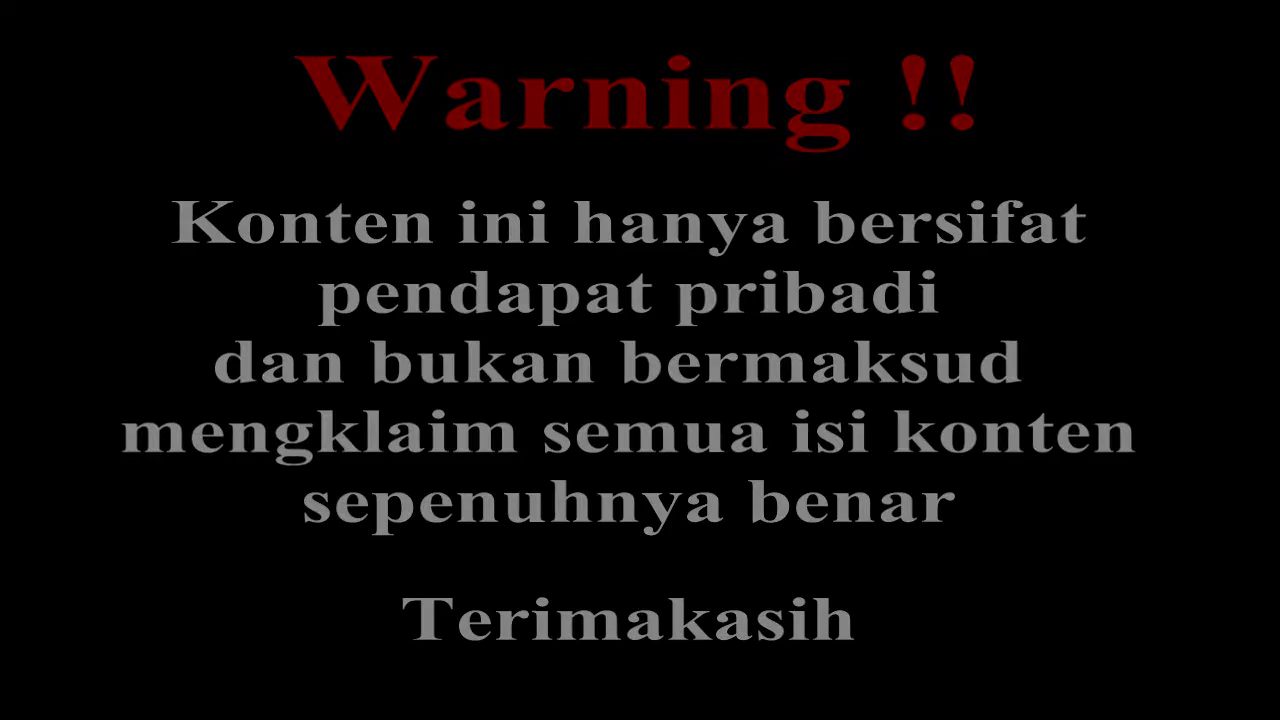 Warning !!
Konten ini hanya bersifat
pendapat pribadi
dan bukan bermaksud
mengklaim semua isi konten
sepenuhnya benar
Terimakasih